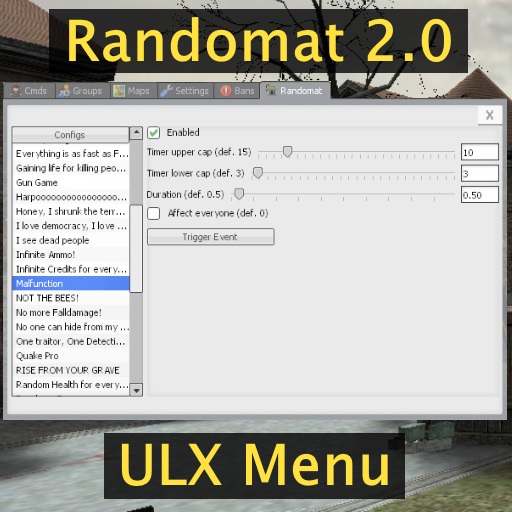 Randomat 2.0
Cmds Groups Maps Settings Bans Randomat
X
Configs
Everything is as fast as F...
Gaining life for killing peo...
Gun Game
Harpooooooooooooooooo...
Honey, I shrunk the terr...
I love democracy, I love ...
I see dead people
Infinite Ammo!
Infinite Credits for every...
Malfunction
NOT THE BEES!
No more Falldamage!
No one can hide from my ...
One traitor, One Detecti...
Quake Pro
RISE FROM YOUR GRAVE
Random Health for every...
Enabled
Timer upper cap (def. 15) 10
Timer lower cap (def. 3) 3
Duration (def. 0.5) 0.50
Affect everyone (def. 0)
Trigger Event
ULX Menu